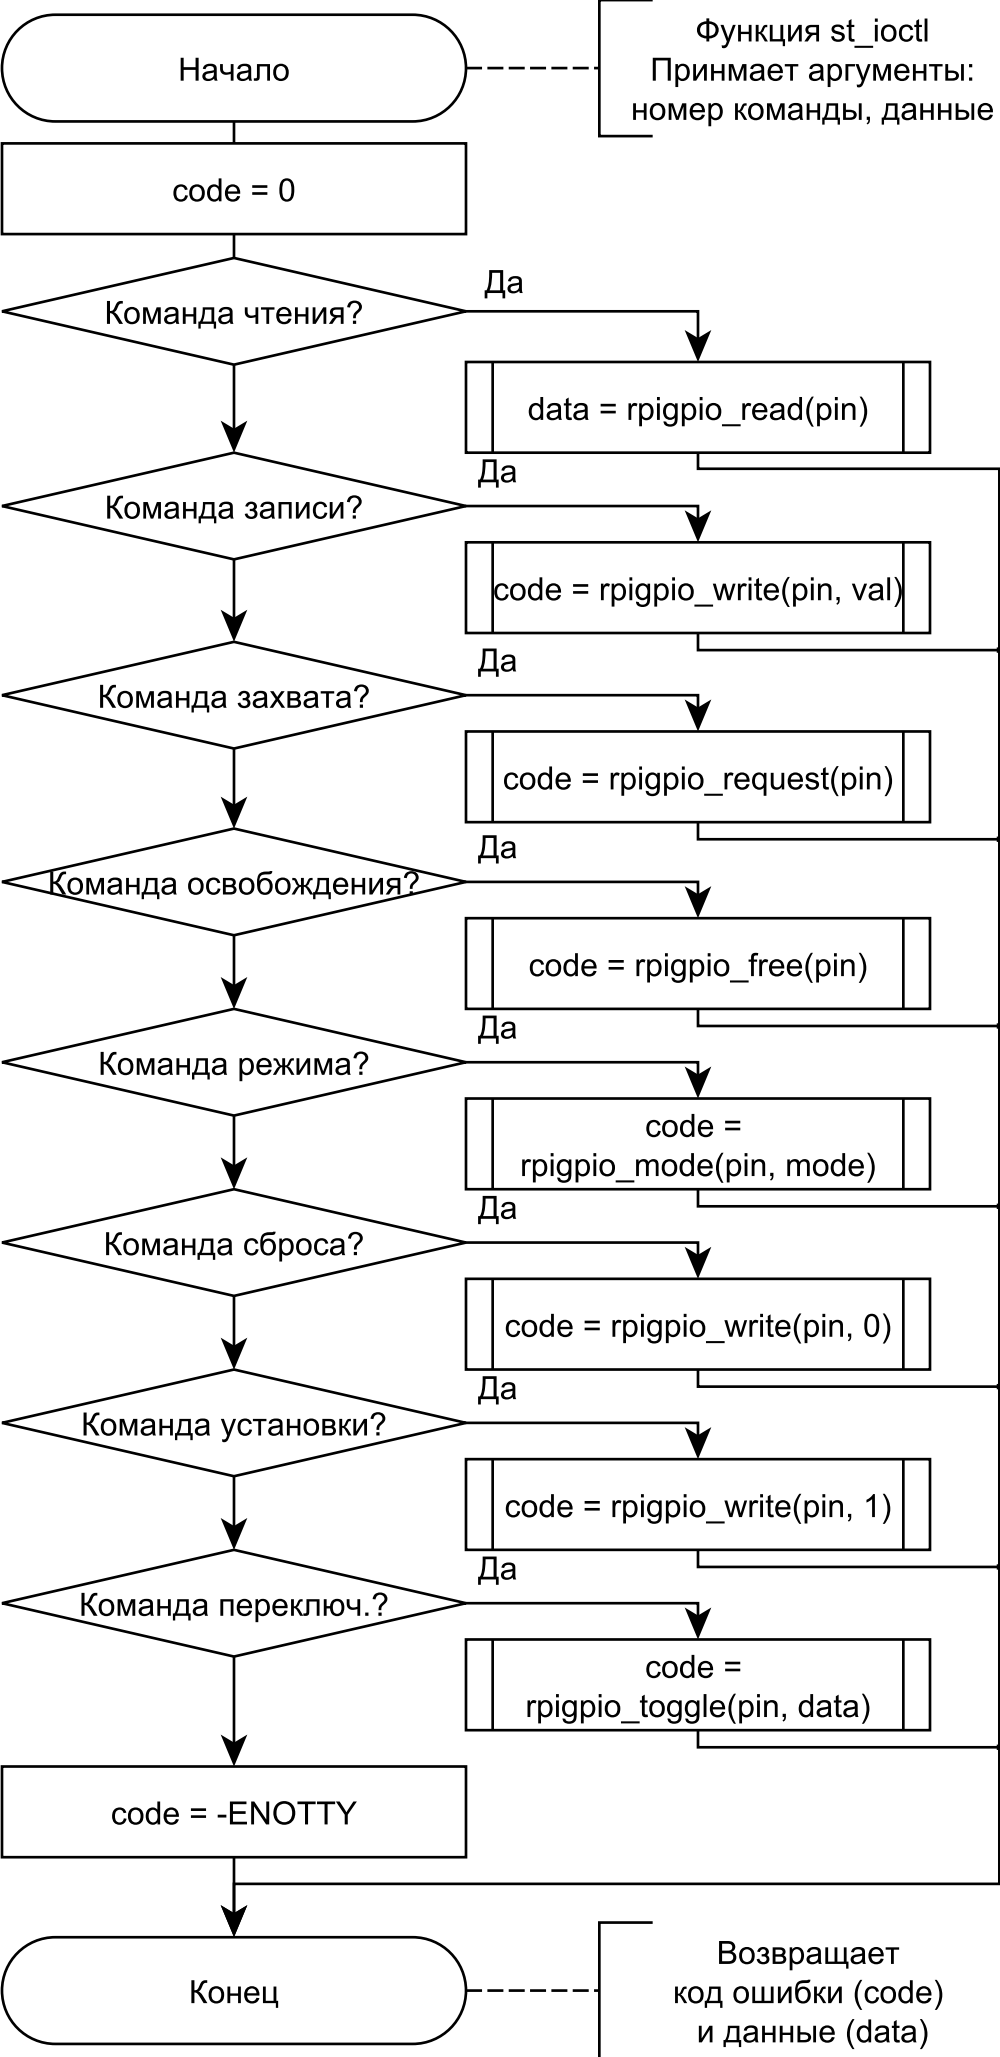 Начало
Функция st_ioctl
Принмает аргументы:
номер команды, данные
code = 0
Команда чтения?
Да
data = rpigpio_read(pin)
Команда записи?
Да
code = rpigpio_write(pin, val)
Команда захвата?
Да
code = rpigpio_request(pin)
Команда освобождения?
Да
code = rpigpio_free(pin)
Команда режима?
Да
code =
rpigpio_mode(pin, mode)
Команда сброса?
Да
code = rpigpio_write(pin, 0)
Команда установки?
Да
code = rpigpio_write(pin, 1)
Команда переключ.?
Да
code =
rpigpio_toggle(pin, data)
code = -ENOTTY
Конец
Возвращает
код ошибки (code)
и данные (data)